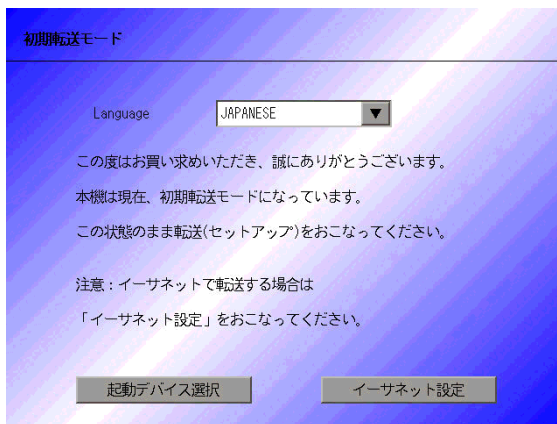 初期転送モード
Language JAPANESE ▼
この度はお買い求めいただき、誠にありがとうございます。
本機は現在、初期転送モードになっています。
この状態のまま転送(セットアップ)をおこなってください。
注意：イーサネットで転送する場合は
「イーサネット設定」をおこなってください。
起動デバイス選択 イーサネット設定